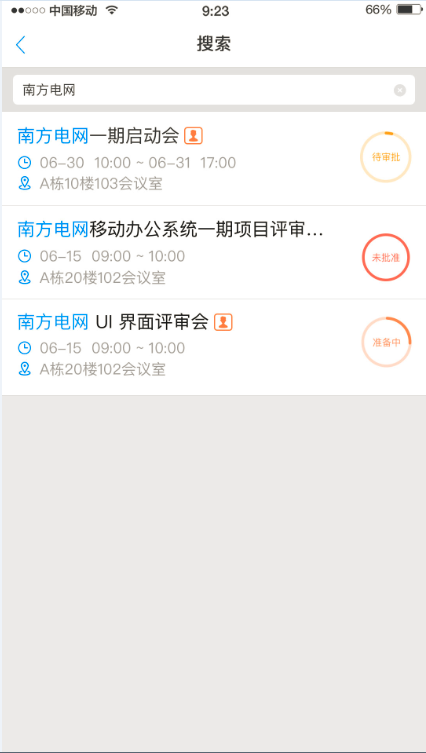 中国移动 9:23 66%
搜索
南方电网
南方电网一期启动会
06-30 10:00 ~ 06-31 17:00
A栋10楼103会议室
待审批
南方电网移动办公系统一期项目评审...
06-15 09:00 ~ 10:00
A栋20楼102会议室
未批准
南方电网 UI 界面评审会
06-15 09:00 ~ 10:00
A栋20楼102会议室
准备中